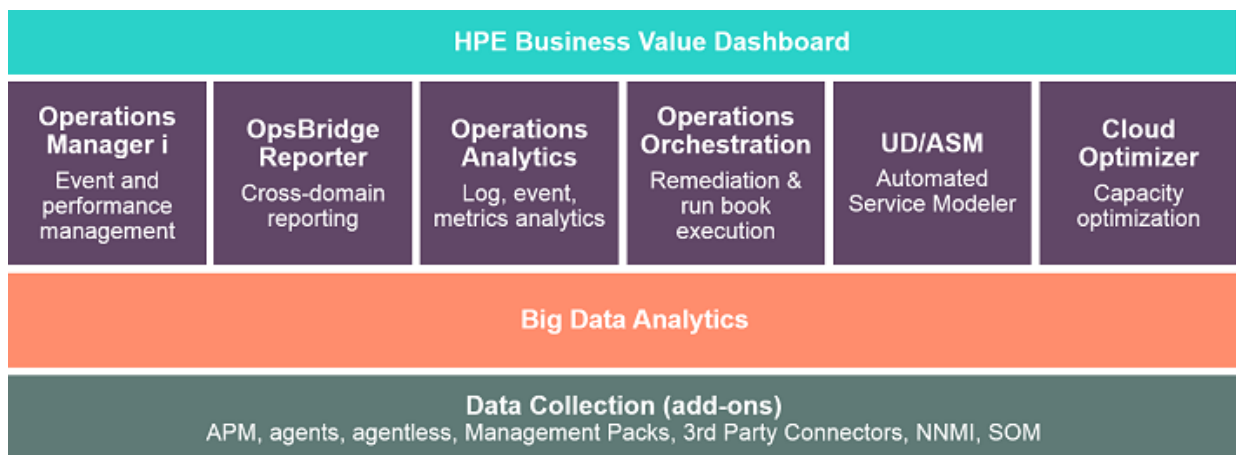 HPE Business Value Dashboard
Operations
Manager i
Event and
performance
management
OpsBridge
Reporter
Cross-domain
reporting
Operations
Analytics
Log, event,
metrics analytics
Operations
Orchestration
Remediation &
run book
execution
UD/ASM
Automated
Service Modeler
Cloud
Optimizer
Capacity
optimization
Big Data Analytics
Data Collection (add-ons)
APM, agents, agentless, Management Packs, 3rd Party Connectors, NNMI, SOM